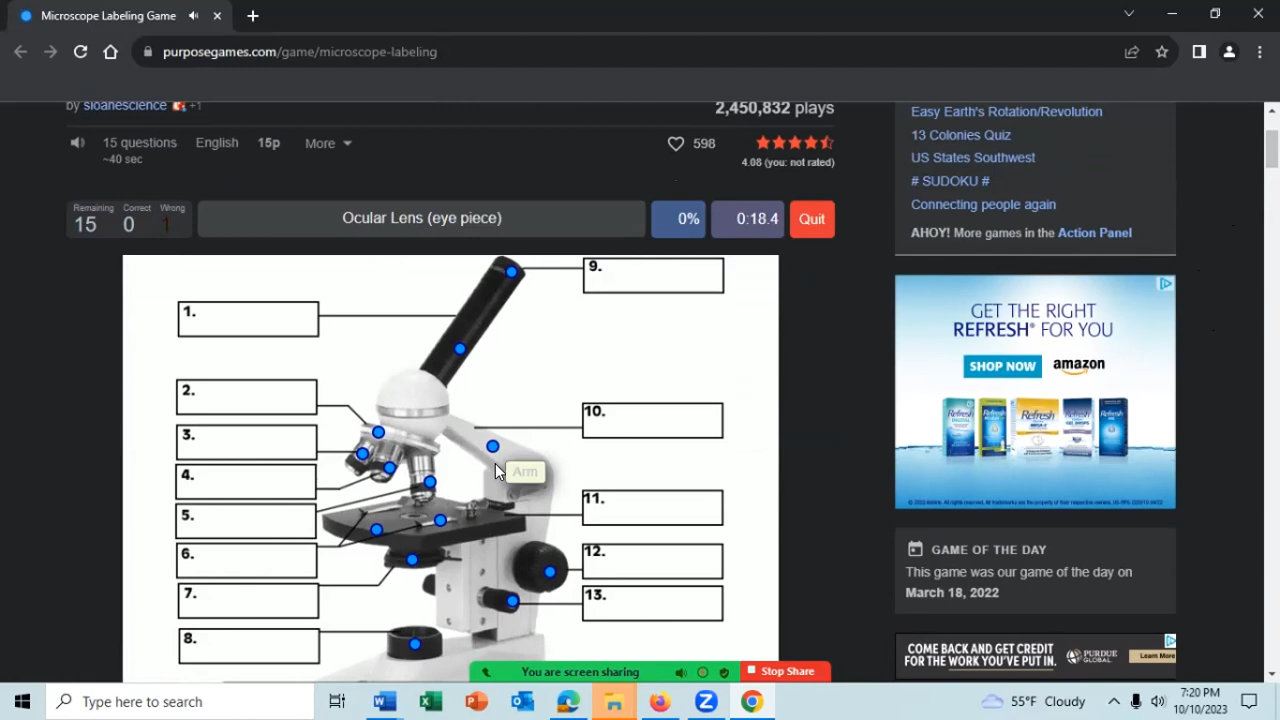 Microscope Labeling Game
purposegames.com/game/microscope-labeling
by sloanescience +1
2,450,832 plays
15 questions English 15p More
~40 sec
598
4.08 (you: not rated)
Remaining Correct Wrong
15 0 1
Ocular Lens (eye piece)
0%
0:18.4
Quit
1.
2.
3.
4.
5.
6.
7.
8.
9.
10.
11.
12.
13.
Arm
Easy Earth's Rotation/Revolution
13 Colonies Quiz
US States Southwest
# SUDOKU #
Connecting people again
AHOY! More games in the Action Panel
GET THE RIGHT
REFRESH® FOR YOU
SHOP NOW amazon
Refresh Refresh Refresh Refresh Refresh
GAME OF THE DAY
This game was our game of the day on
March 18, 2022
COME BACK AND GET CREDIT
FOR THE WORK YOU'VE PUT IN.
PURDUE
GLOBAL
Learn More
You are screen sharing Stop Share
Type here to search
55°F Cloudy
7:20 PM
10/10/2023